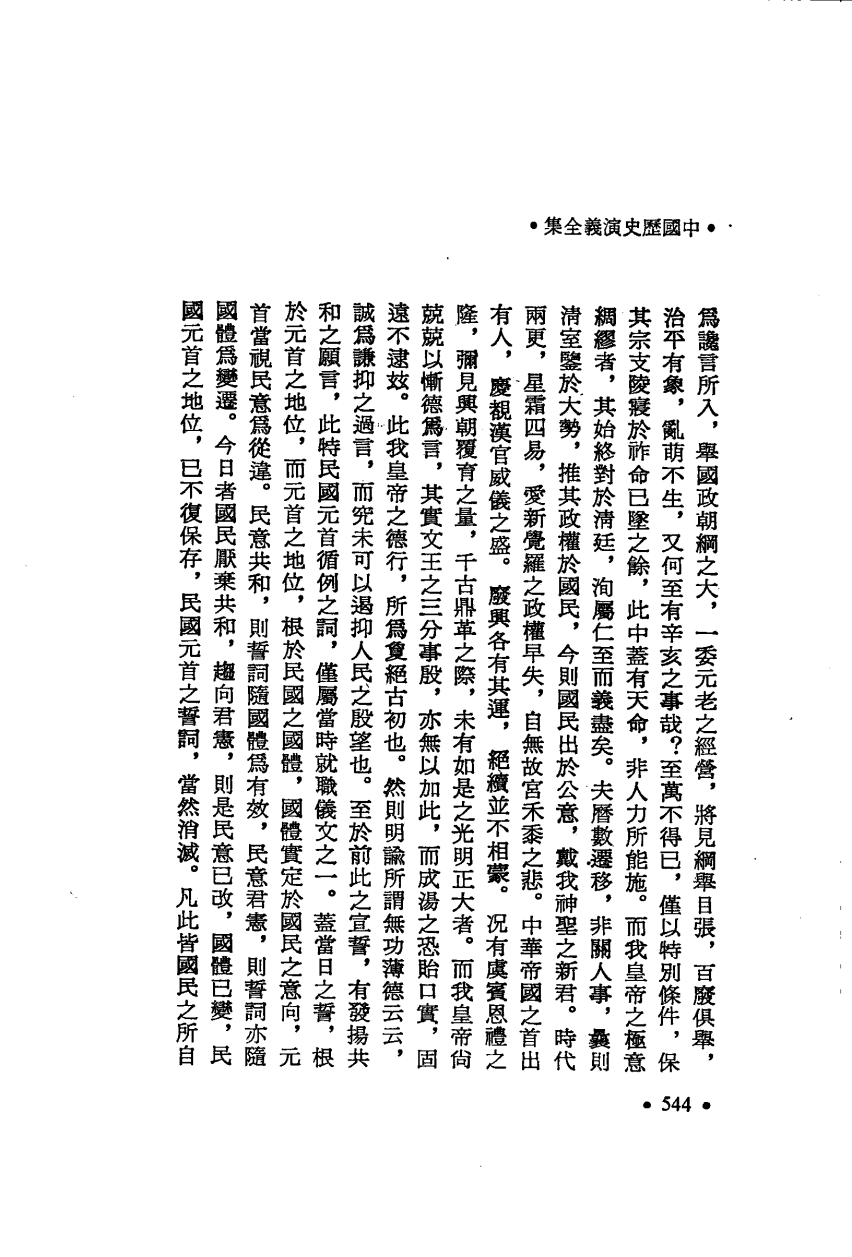 •中國歷史演義全集•
爲讒言所入，舉國政朝綱之大，一委元老之經營，將見綱舉目張，百廢俱舉，
治平有象，亂萌不生，又何至有辛亥之事哉？至萬不得已，僅以特別條件，保
其宗支陵寢於祚命已墜之餘，此中蓋有天命，非人力所能施。而我皇帝之極意
綢繆者，其始終對於清廷，洵屬仁至而義盡矣。夫曆數遷移，非關人事，曩則
清室鑒於大勢，推其政權於國民，今則國民出於公意，戴我神聖之新君。時代
兩更，星霜四易，愛新覺羅之政權早失，自無故宮禾黍之悲。中華帝國之首出
有人，慶覩漢官威儀之盛。廢興各有其運，絕續並不相蒙。况有虞賓恩禮之
隆，彌見興朝覆育之量，千古鼎革之際，未有如是之光明正大者。而我皇帝尙
兢兢以慚德爲言，其實文王之三分事殷，亦無以加此，而成湯之恐貽口實，固
遠不逮玆。此我皇帝之德行，所爲夐絕古初也。然則明諭所謂無功薄德云云，
誠爲謙抑之過言，而究未可以遏抑人民之殷望也。至於前此之宣誓，有發揚共
和之願言，此特民國元首循例之詞，僅屬當時就職儀文之一。蓋當日之誓，根
於元首之地位，而元首之地位，根於民國之國體，國體實定於國民之意向，元
首當視民意爲從違。民意共和，則誓詞隨國體爲有效，民意君憲，則誓詞亦隨
國體爲變遷。今日者國民厭棄共和，趨向君憲，則是民意已改，國體已變，民
國元首之地位，已不復保存，民國元首之誓詞，當然消滅。凡此皆國民之所自
• 544 •